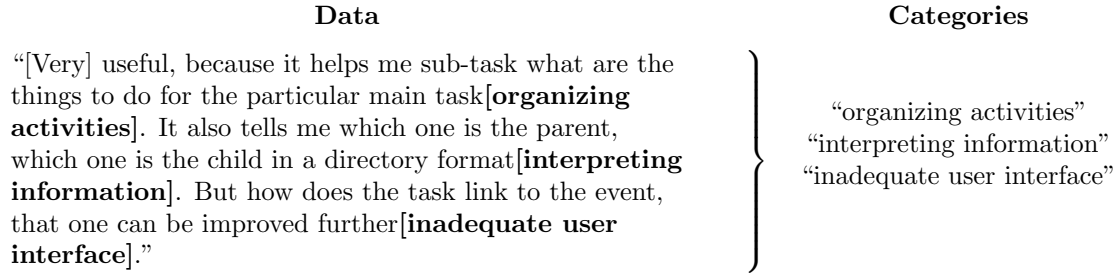 Data
Categories
“[Very] useful, because it helps me sub-task what are the
things to do for the particular main task[organizing
activities]. It also tells me which one is the parent,
which one is the child in a directory format[interpreting
information]. But how does the task link to the event,
that one can be improved further[inadequate user
interface].”
“organizing activities”
“interpreting information”
“inadequate user interface”